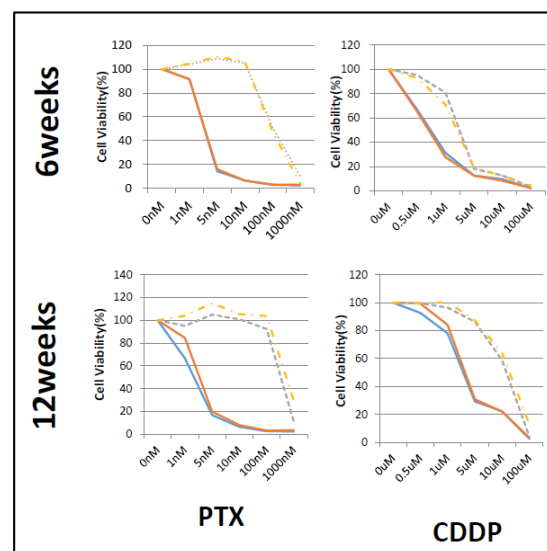 6weeks
Cell Viability(%)
120
100
80
60
40
20
0
0nM
1nM
5nM
10nM
100nM
1000nM
Cell Viability(%)
120
100
80
60
40
20
0
0uM
0.5uM
1uM
5uM
10uM
100uM
12weeks
Cell Viability(%)
140
120
100
80
60
40
20
0
0nM
1nM
5nM
10nM
100nM
1000nM
PTX
Cell Viability(%)
120
100
80
60
40
20
0
0uM
0.5uM
1uM
5uM
10uM
100uM
CDDP